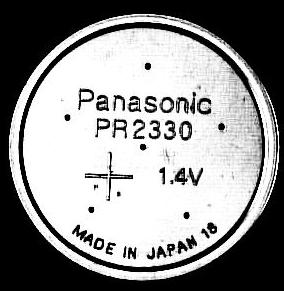 Panasonic
PR2330
+ 1.4V
MADE IN JAPAN 18